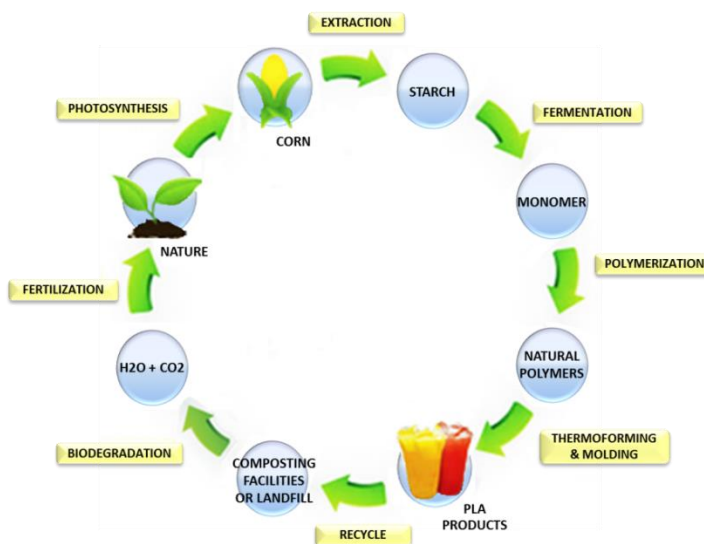 EXTRACTION
PHOTOSYNTHESIS
STARCH
FERMENTATION
CORN
MONOMER
NATURE
POLYMERIZATION
FERTILIZATION
H2O + CO2
NATURAL
POLYMERS
BIODEGRADATION
THERMOFORMING
& MOLDING
COMPOSTING
FACILITIES
OR LANDFILL
PLA
PRODUCTS
RECYCLE